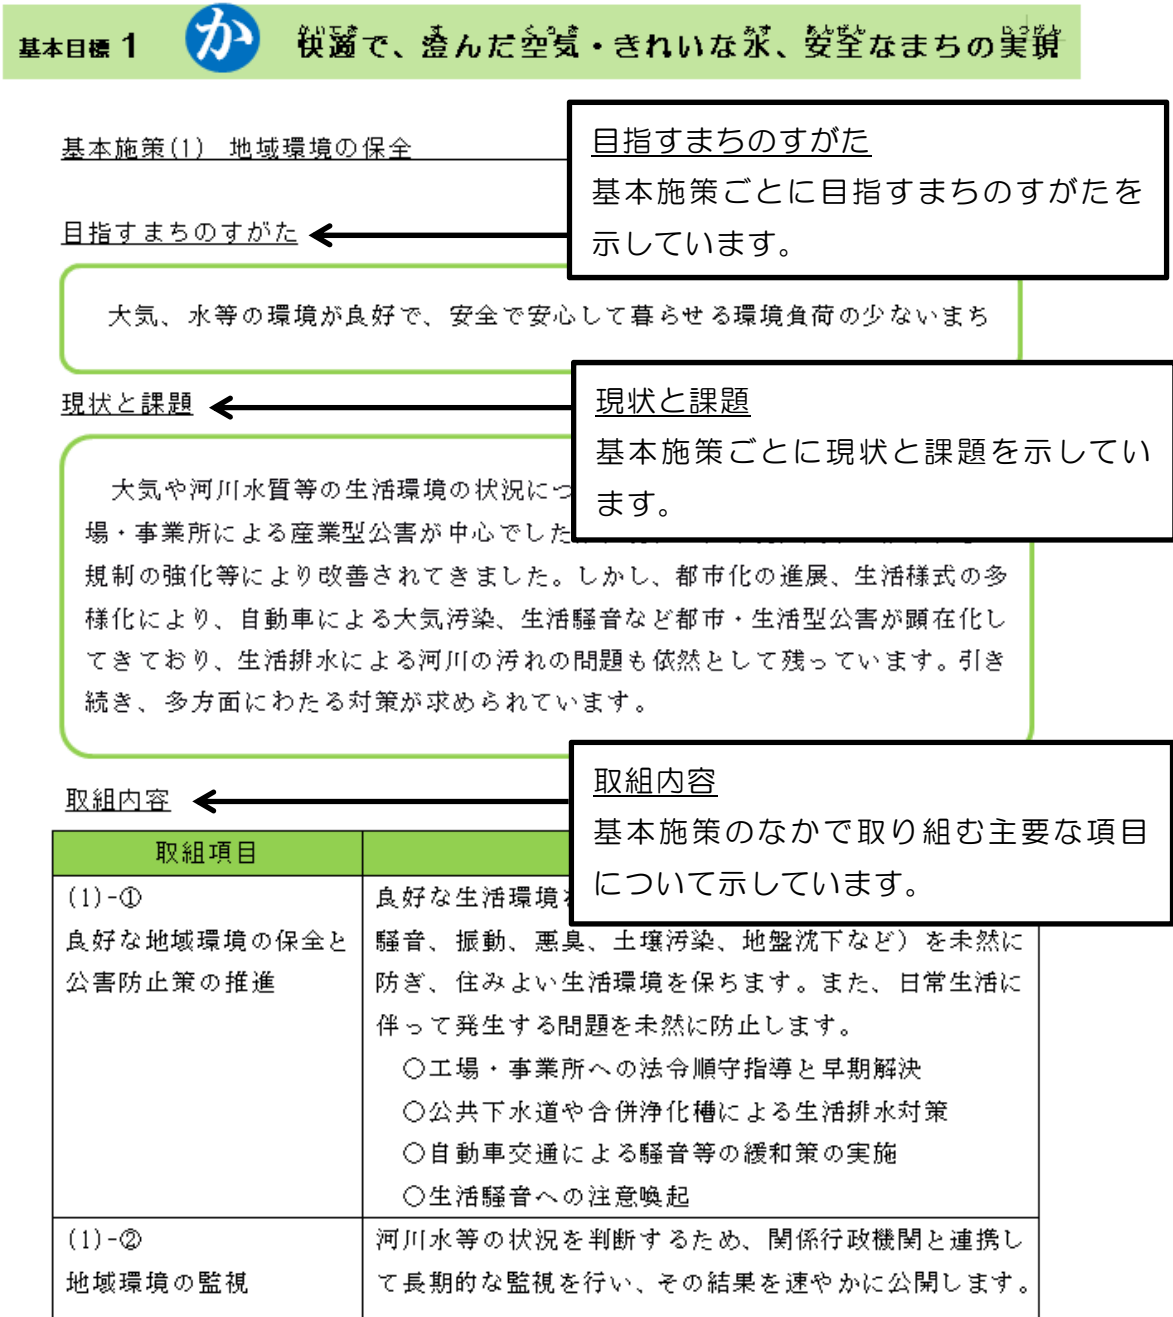 基本目標 1 か 快適で、澄んだ空気・きれいな水、安全なまちの実現
基本施策(1) 地域環境の保全
目指すまちのすがた
基本施策ごとに目指すまちのすがたを
示しています。
目指すまちのすがた
大気、水等の環境が良好で、安全で安心して暮らせる環境負荷の少ないまち
現状と課題
基本施策ごとに現状と課題を示してい
ます。
現状と課題
大気や河川水質等の生活環境の状況につ
場・事業所による産業型公害が中心でした
規制の強化等により改善されてきました。しかし、都市化の進展、生活様式の多
様化により、自動車による大気汚染、生活騒音など都市・生活型公害が顕在化し
てきており、生活排水による河川の汚れの問題も依然として残っています。引き
続き、多方面にわたる対策が求められています。
取組内容
基本施策のなかで取り組む主要な項目
について示しています。
取組内容
取組項目
(1)-①
良好な地域環境の保全と
公害防止策の推進
良好な生活環境
騒音、振動、悪臭、土壌汚染、地盤沈下など）を未然に
防ぎ、住みよい生活環境を保ちます。また、日常生活に
伴って発生する問題を未然に防止します。
○工場・事業所への法令順守指導と早期解決
○公共下水道や合併浄化槽による生活排水対策
○自動車交通による騒音等の緩和策の実施
○生活騒音への注意喚起
(1)-②
地域環境の監視
河川水等の状況を判断するため、関係行政機関と連携し
て長期的な監視を行い、その結果を速やかに公開します。